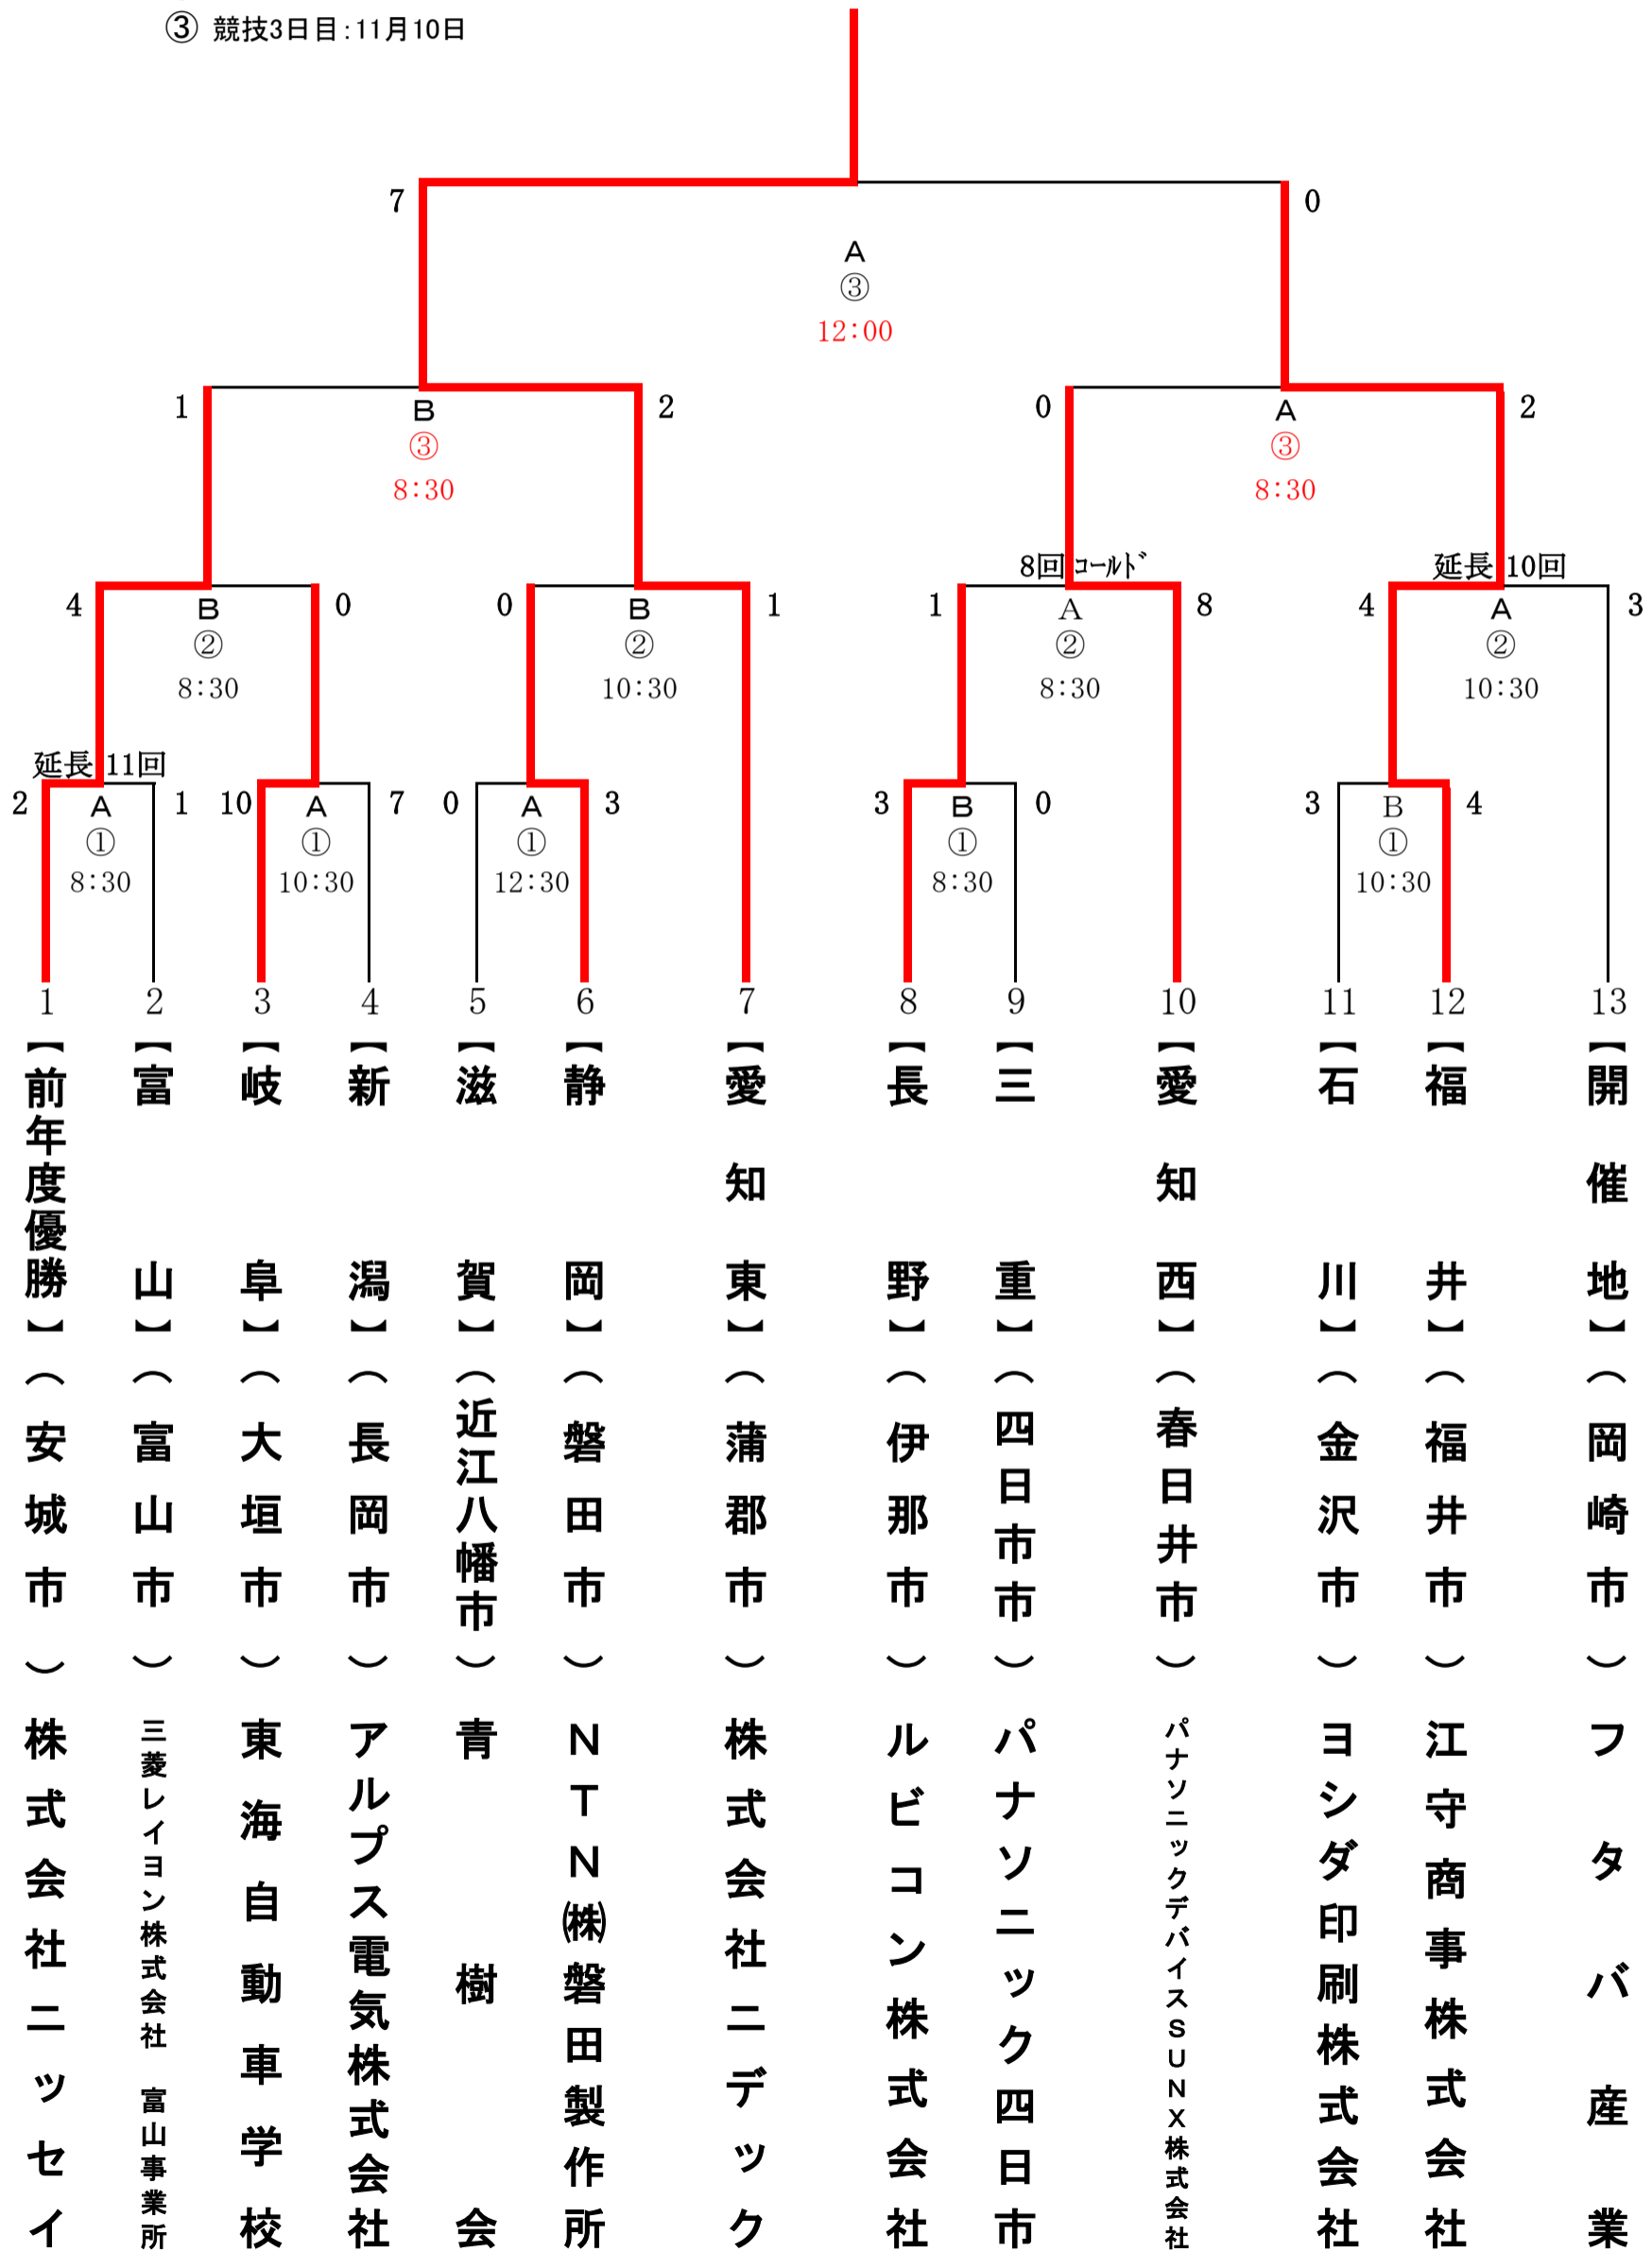 ③ 競技3日目：11月10日
7 0
A
③
12：00
1 B 2 0 A 2
③ ③
8：30 8：30
8回コールド 延長 10回
4 B 0 0 B 1 1 A 8 4 A 3
② ② ② ②
8：30 10：30 8：30 10：30
延長 11回
2 A 1 10 A 7 0 A 3 3 B 0 3 B 4
① ① ① ① ①
8：30 10：30 12：30 8：30 10：30
1 【前年度優勝】（安城市）株式会社ニッセイ
2 【富山】（富山市）三菱レイヨン株式会社 富山事業所
3 【岐阜】（大垣市）東海自動車学校
4 【新潟】（長岡市）アルプス電気株式会社
5 【滋賀】（近江八幡市）青樹会
6 【静岡】（磐田市）NTN㈱磐田製作所
7 【愛知東】（蒲郡市）株式会社ニデック
8 【長野】（伊那市）ルビコン株式会社
9 【三重】（四日市市）パナソニック四日市
10 【愛知西】（春日井市）パナソニックデバイスSUNX株式会社
11 【石川】（金沢市）ヨシダ印刷株式会社
12 【福井】（福井市）江守商事株式会社
13 【開催地】（岡崎市）フタバ産業